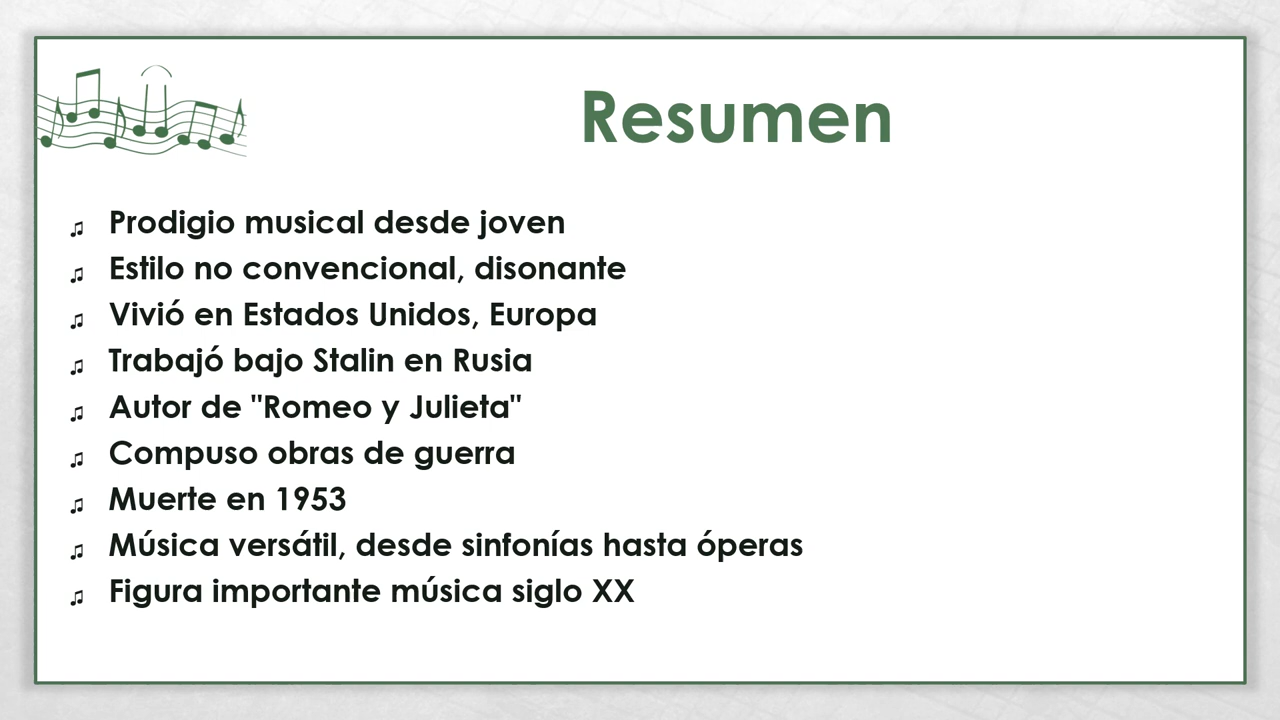 Resumen
♫ Prodigio musical desde joven
♫ Estilo no convencional, disonante
♫ Vivió en Estados Unidos, Europa
♫ Trabajó bajo Stalin en Rusia
♫ Autor de "Romeo y Julieta"
♫ Compuso obras de guerra
♫ Muerte en 1953
♫ Música versátil, desde sinfonías hasta óperas
♫ Figura importante música siglo XX